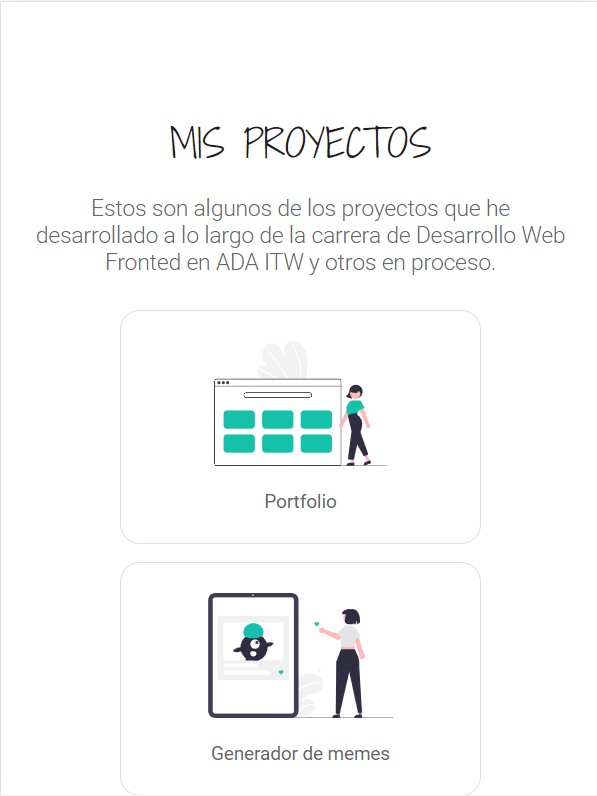 MIS PROYECTOS
Estos son algunos de los proyectos que he
desarrollado a lo largo de la carrera de Desarrollo Web
Fronted en ADA ITW y otros en proceso.
Portfolio
Generador de memes